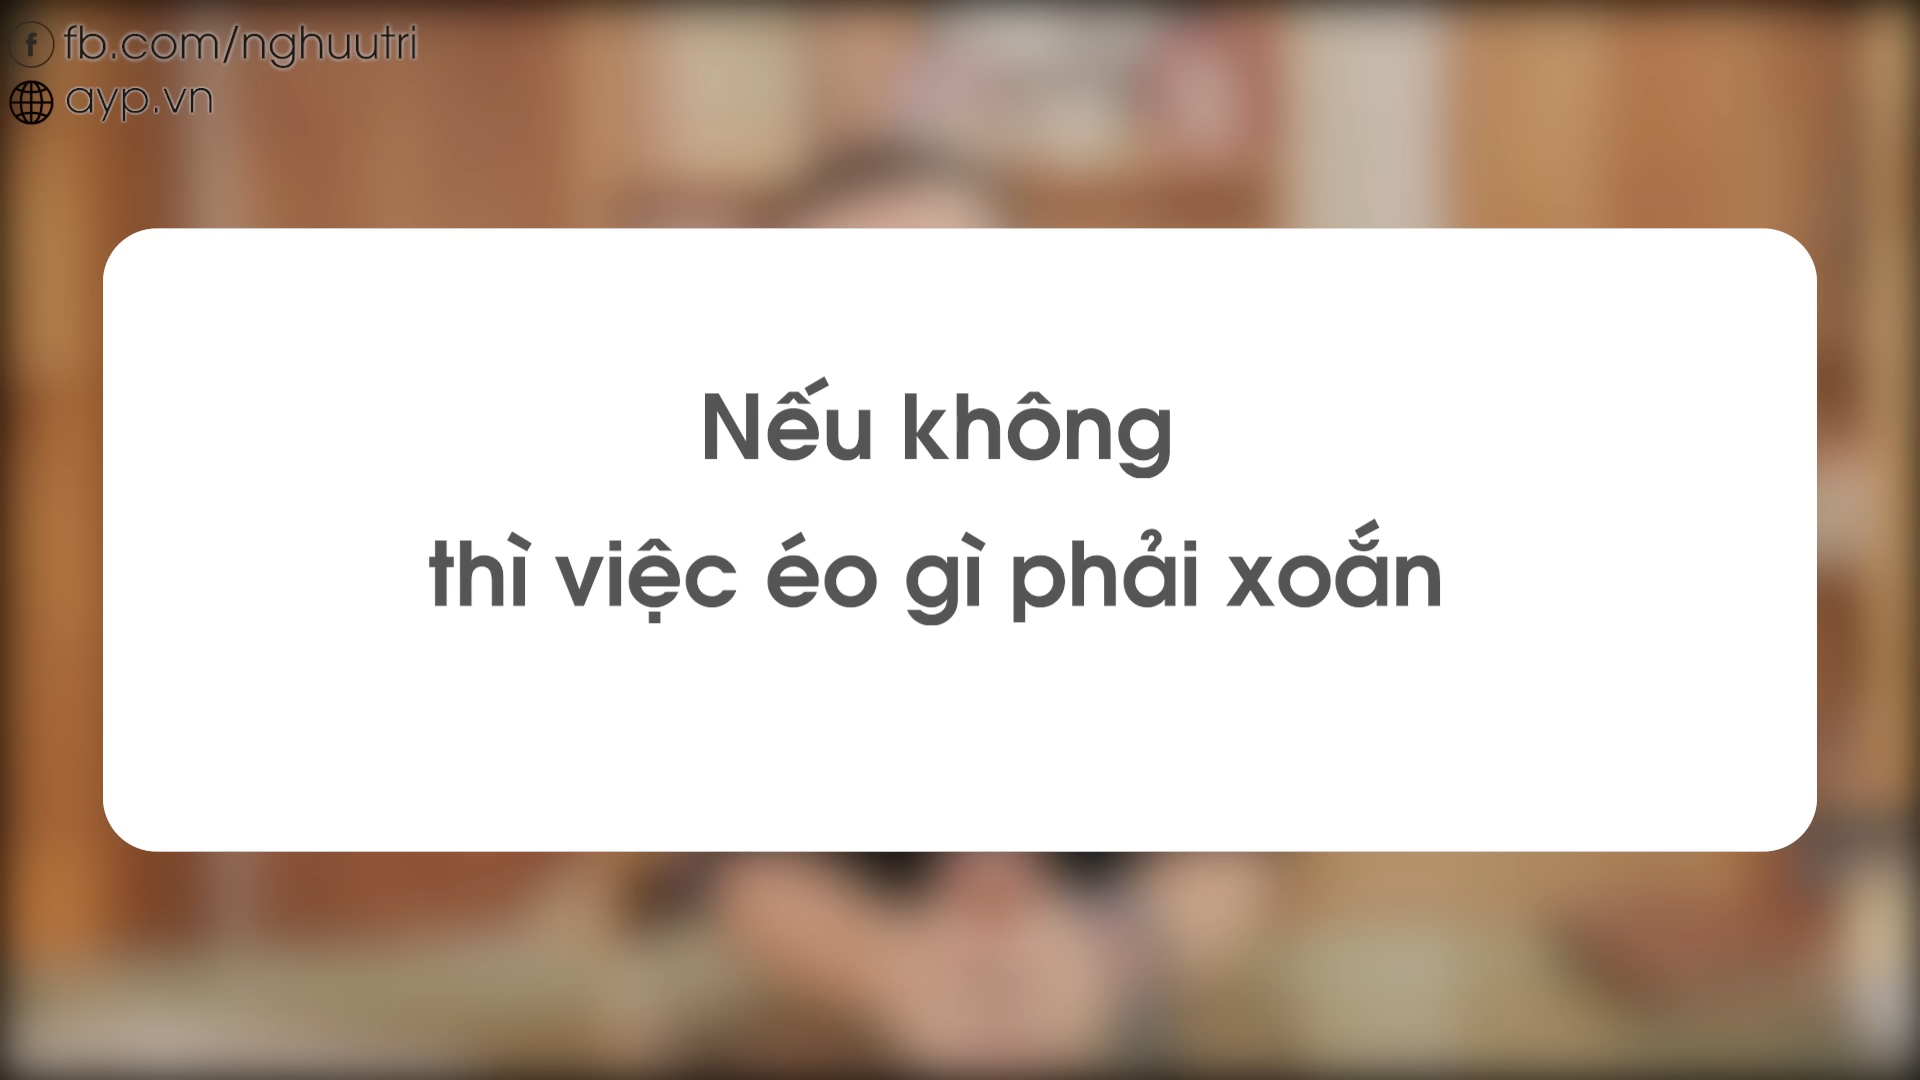 fb.com/nghuutri
ayp.vn
Nếu không
thì việc éo gì phải xoắn